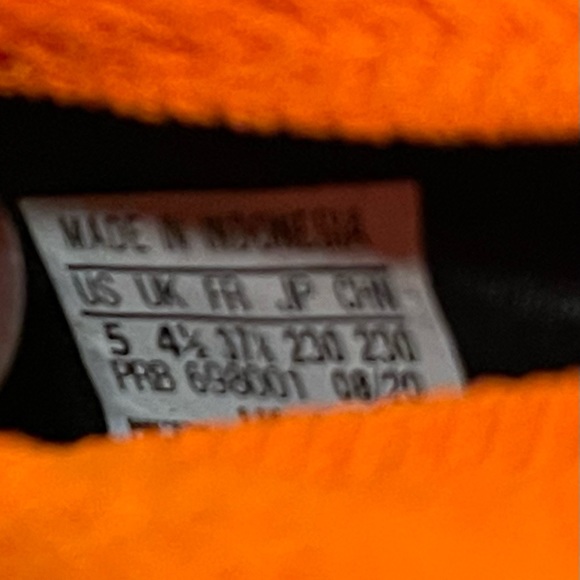 MADE IN INDONESIA
US UK FR JP CHN
5 4½ 37⅓ 230 230
PRB 698001 08/20